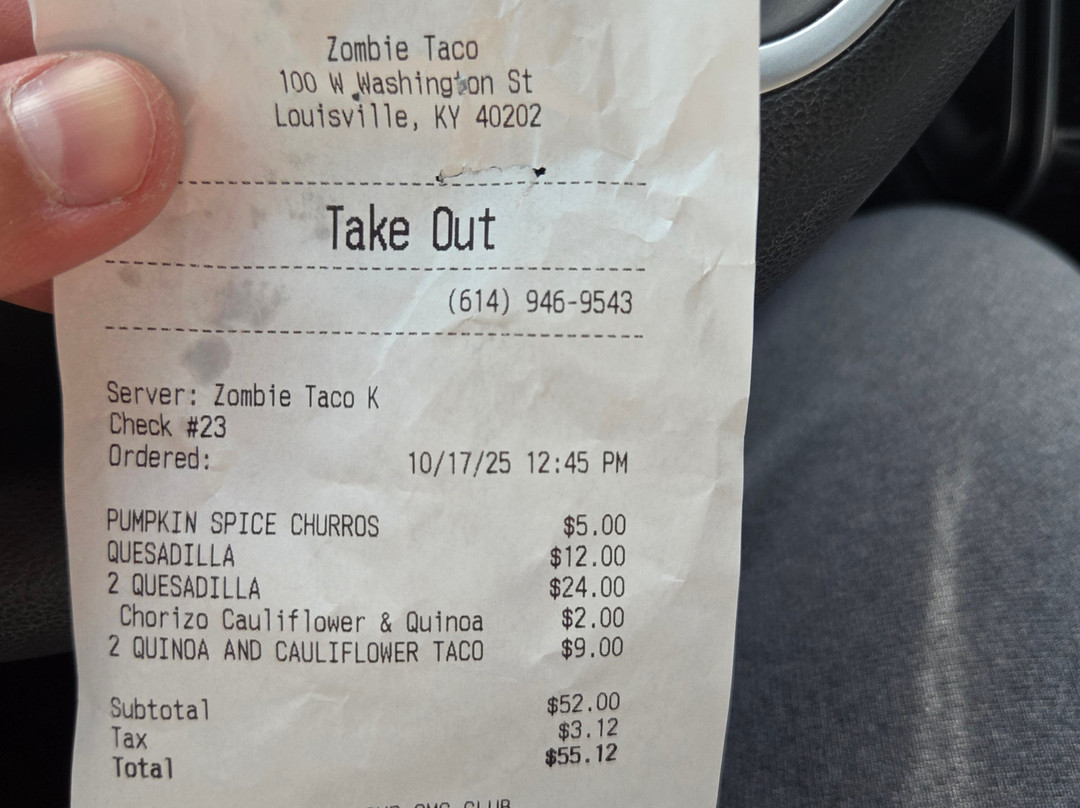 Zombie Taco
100 W Washington St
Louisville, KY 40202
Take Out
(614) 946-9543
Server: Zombie Taco K
Check #23
Ordered: 10/17/25 12:45 PM
PUMPKIN SPICE CHURROS $5.00
QUESADILLA $12.00
2 QUESADILLA $24.00
Chorizo Cauliflower & Quinoa $2.00
2 QUINOA AND CAULIFLOWER TACO $9.00
Subtotal $52.00
Tax $3.12
Total $55.12
CLUB